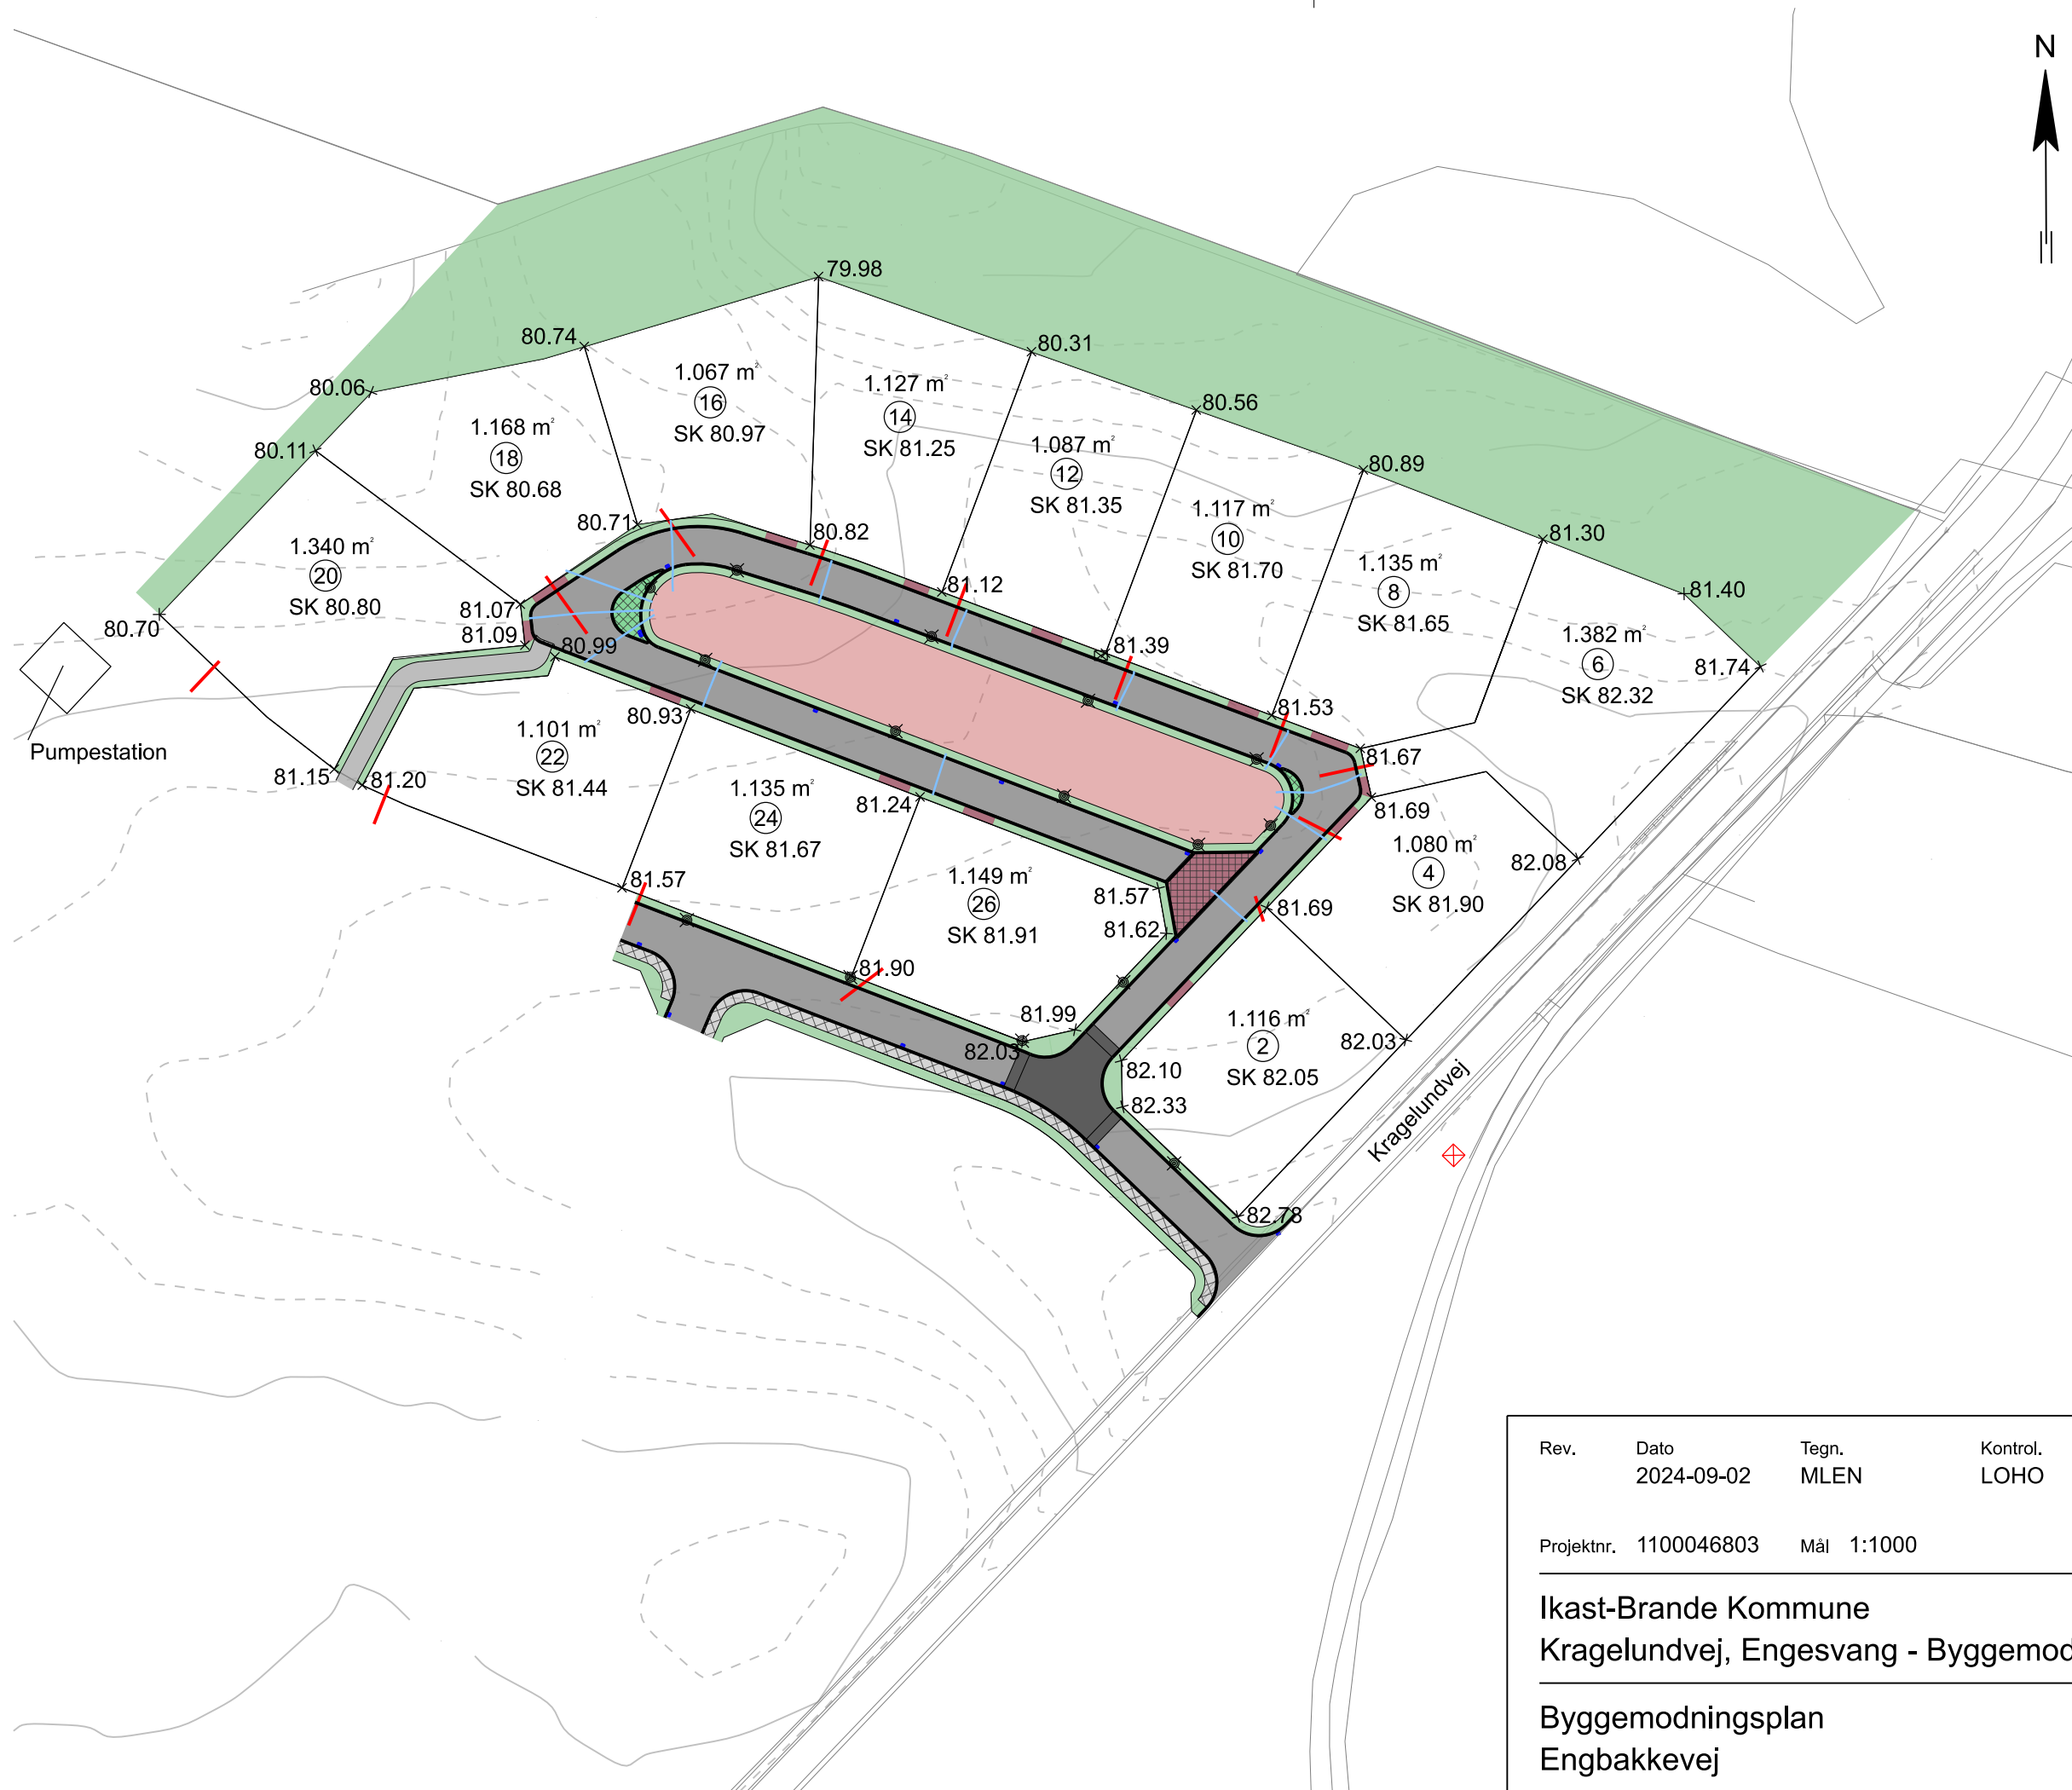 N
79.98
80.74
80.31
80.06
1.067 m²
16
SK 80.97
1.127 m²
14
SK 81.25
80.56
80.11
1.168 m²
18
SK 80.68
1.087 m²
12
SK 81.35
80.89
80.71
80.82
1.117 m²
10
SK 81.70
81.30
1.340 m²
20
SK 80.80
81.12
1.135 m²
8
SK 81.65
81.40
81.07
80.70
81.09
80.99
81.39
1.382 m²
6
SK 82.32
81.74
80.93
81.53
Pumpestation
1.101 m²
22
SK 81.44
81.67
81.15
81.20
1.135 m²
24
SK 81.67
81.24
81.69
1.080 m²
4
SK 81.90
82.08
81.57
1.149 m²
26
SK 81.91
81.57
81.62
81.69
81.90
81.99
82.03
1.116 m²
2
SK 82.05
82.03
82.10
82.33
Kragelundvej
82.78
Rev. Dato Tegn. Kontrol.
2024-09-02 MLEN LOHO
Projektnr. 1100046803 Mål 1:1000
Ikast-Brande Kommune
Kragelundvej, Engesvang - Byggemod
Byggemodningsplan
Engbakkevej